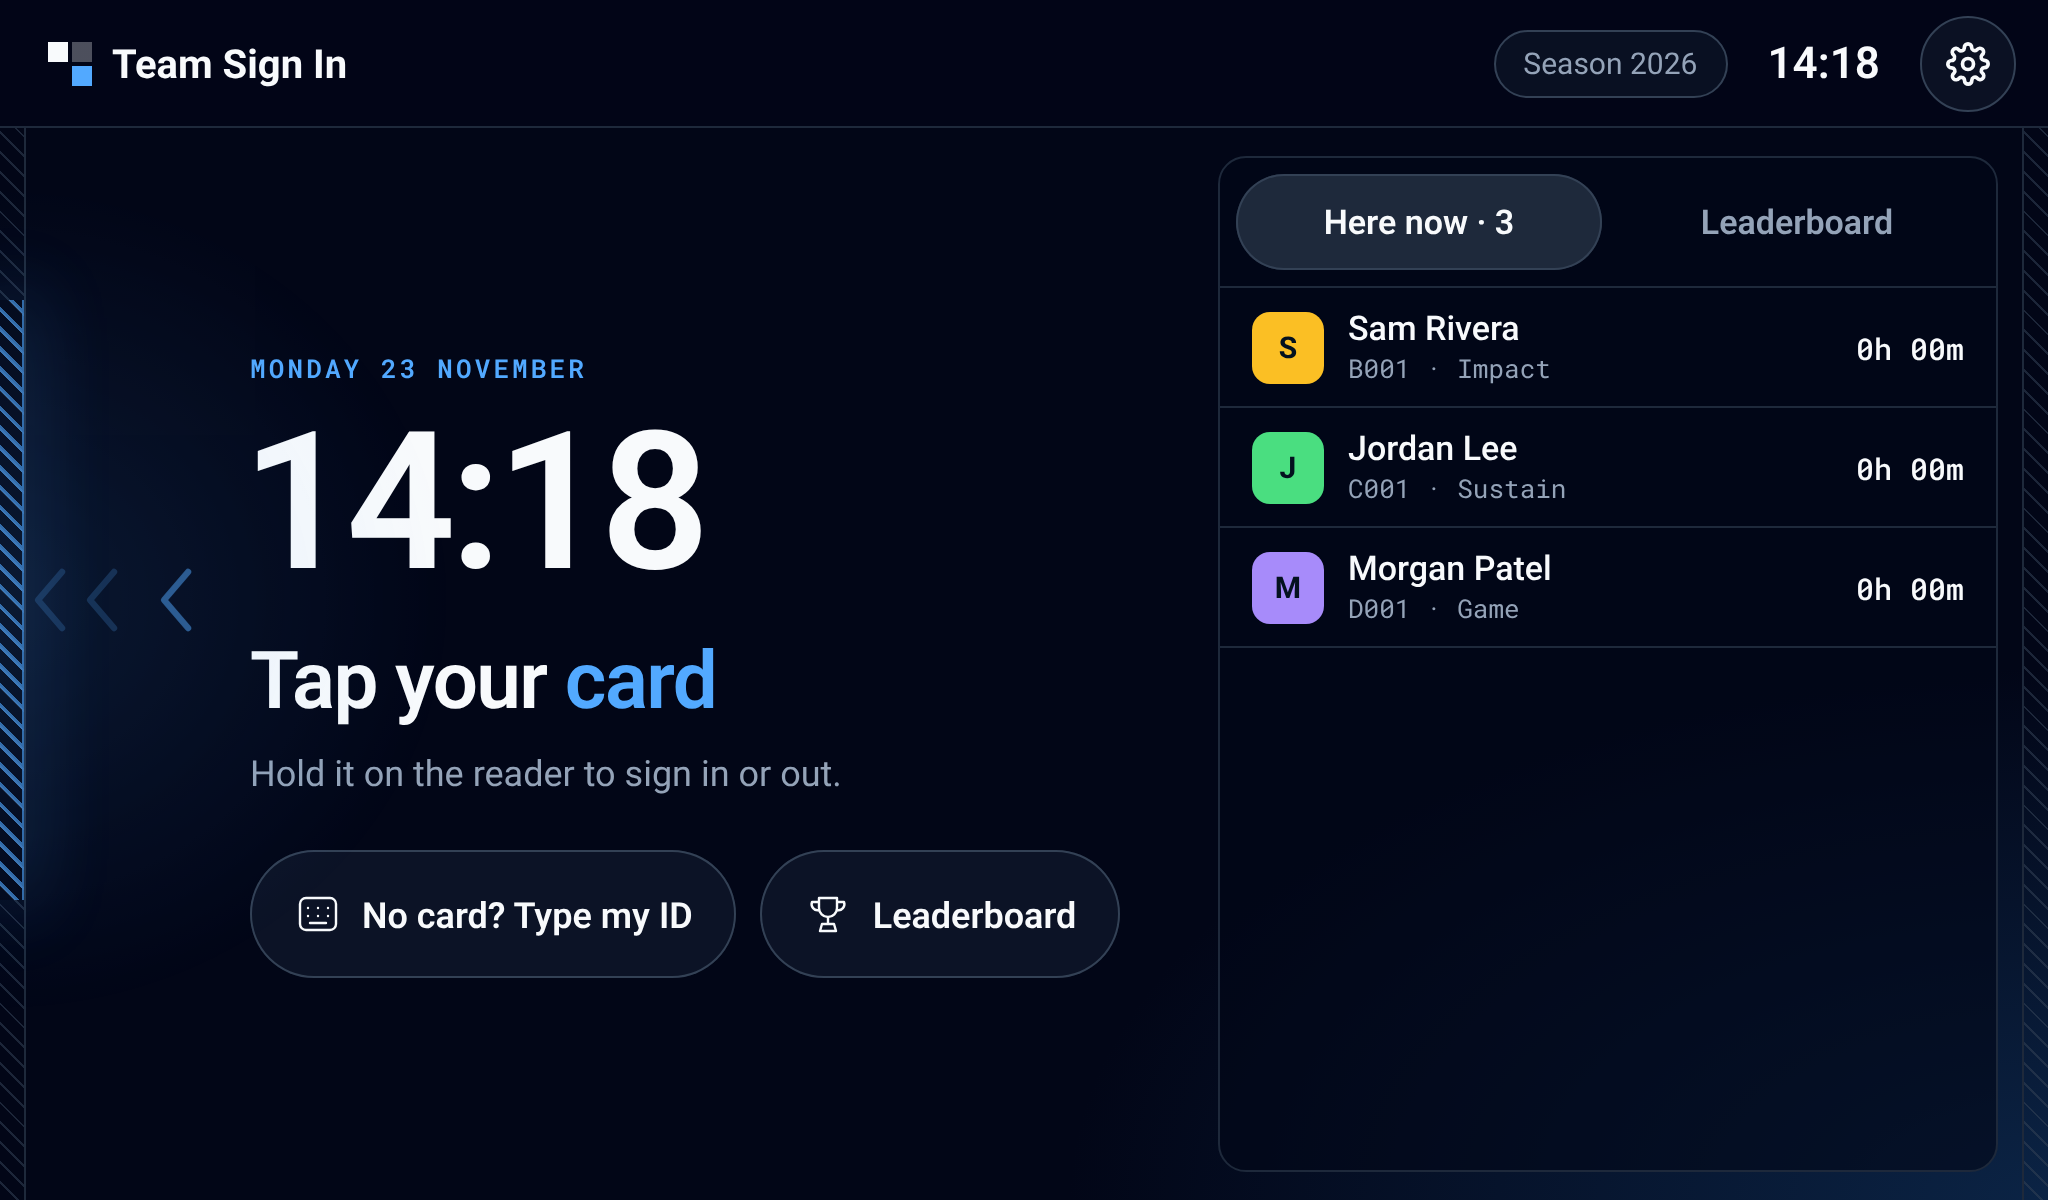 Team Sign In
Season 2026
14:18
MONDAY 23 NOVEMBER
14:18
Tap your card
Hold it on the reader to sign in or out.
No card? Type my ID
Leaderboard
Here now · 3
Leaderboard
S
Sam Rivera
B001 · Impact
0h 00m
J
Jordan Lee
C001 · Sustain
0h 00m
M
Morgan Patel
D001 · Game
0h 00m